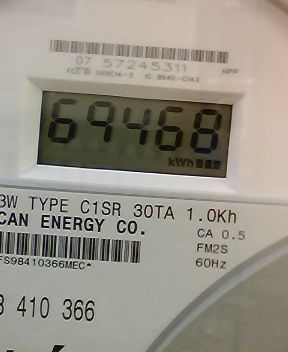 07 57245311
69468
kWh
3W TYPE C1SR 30TA 1.0Kh
CAN ENERGY CO.
CA 0.5
FM2S
60Hz
FS98410366MEC*
410 366